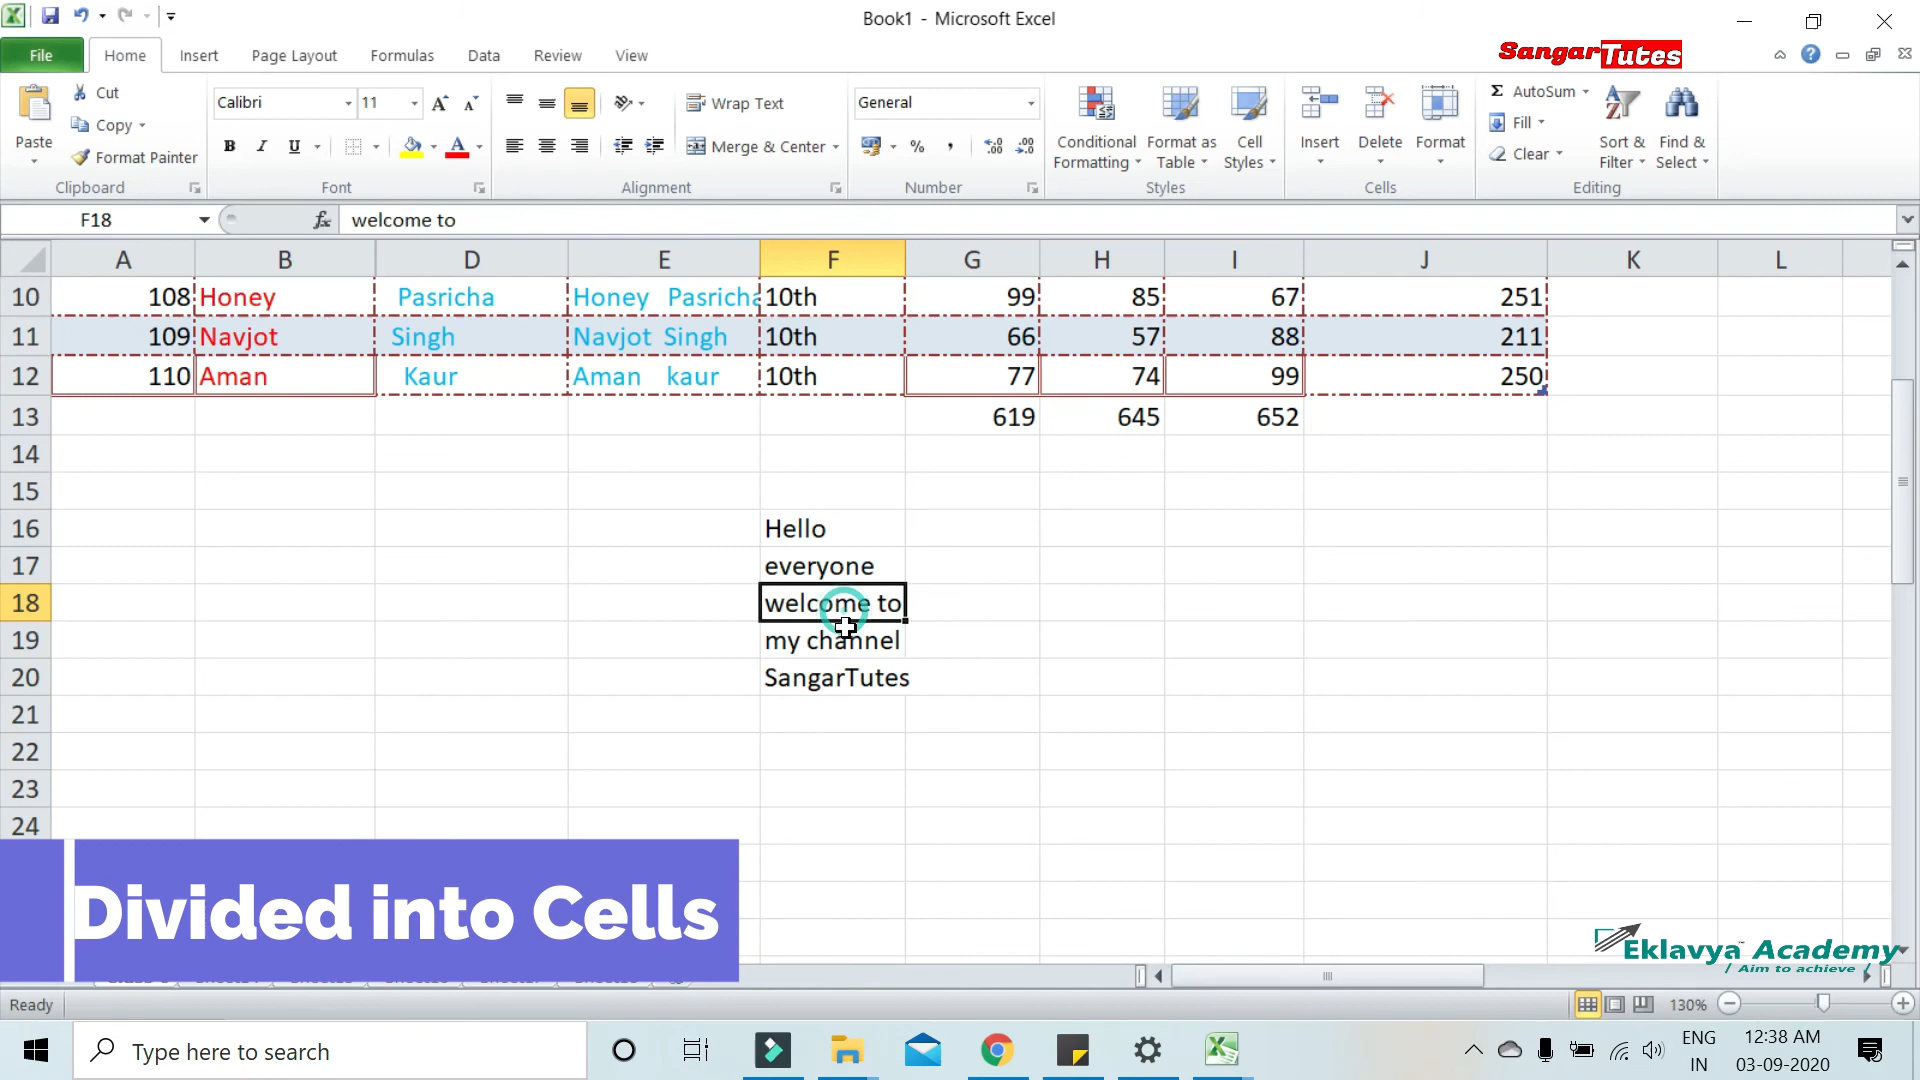 Book1 - Microsoft Excel
SangarTutes
File Home Insert Page Layout Formulas Data Review View
Cut
Copy
Format Painter
Paste
Clipboard
Calibri 11
B I U
Font
Wrap Text
Merge & Center
Alignment
General
Number
Conditional Formatting
Format as Table
Cell Styles
Styles
Insert Delete Format
Cells
AutoSum
Fill
Clear
Sort & Filter
Find & Select
Editing
F18 fx welcome to
A B D E F G H I J K L
10 108 Honey Pasricha Honey Pasricha 10th 99 85 67 251
11 109 Navjot Singh Navjot Singh 10th 66 57 88 211
12 110 Aman Kaur Aman kaur 10th 77 74 99 250
13 619 645 652
14
15
16 Hello
17 everyone
18 welcome to
19 my channel
20 SangarTutes
21
22
23
24
Divided into Cells
Eklavya Academy
Aim to achieve
Ready
130%
Type here to search
ENG
IN
12:38 AM
03-09-2020